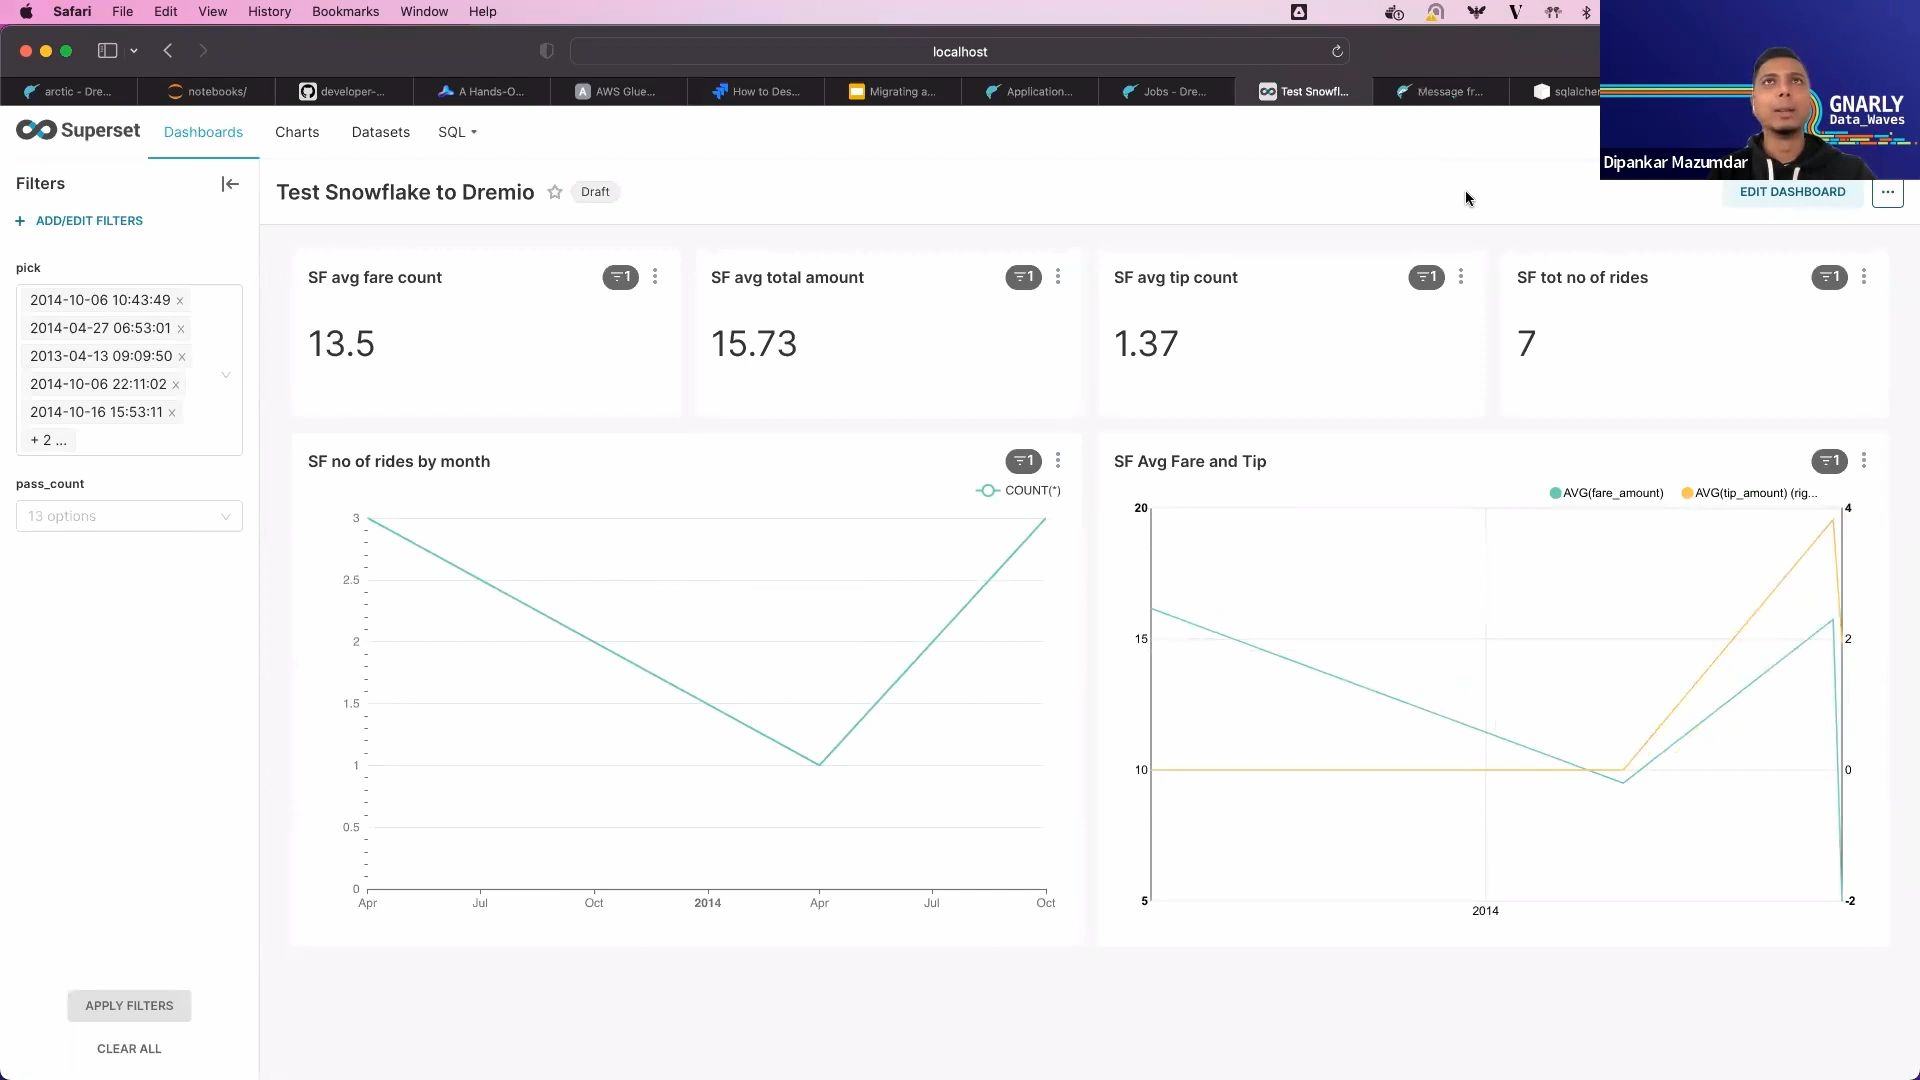 Safari File Edit View History Bookmarks Window Help
localhost
arctic - Dre... notebooks/ developer-... A Hands-O... AWS Glue... How to Des... Migrating a... Application... Jobs - Dre... Test Snowfl... Message fr... sqlalchem
GNARLY
Data_Waves
Dipankar Mazumdar
Superset Dashboards Charts Datasets SQL
Filters
+ ADD/EDIT FILTERS
Test Snowflake to Dremio Draft
EDIT DASHBOARD ...
pick
2014-10-06 10:43:49 ×
2014-04-27 06:53:01 ×
2013-04-13 09:09:50 ×
2014-10-06 22:11:02 ×
2014-10-16 15:53:11 ×
+ 2 ...
pass_count
13 options
APPLY FILTERS
CLEAR ALL
SF avg fare count 1
13.5
SF avg total amount 1
15.73
SF avg tip count 1
1.37
SF tot no of rides 1
7
SF no of rides by month 1
COUNT(*)
3
2.5
2
1.5
1
0.5
0
Apr Jul Oct 2014 Apr Jul Oct
SF Avg Fare and Tip 1
AVG(fare_amount) AVG(tip_amount) (rig...
20 4
15 2
10 0
5 -2
2014